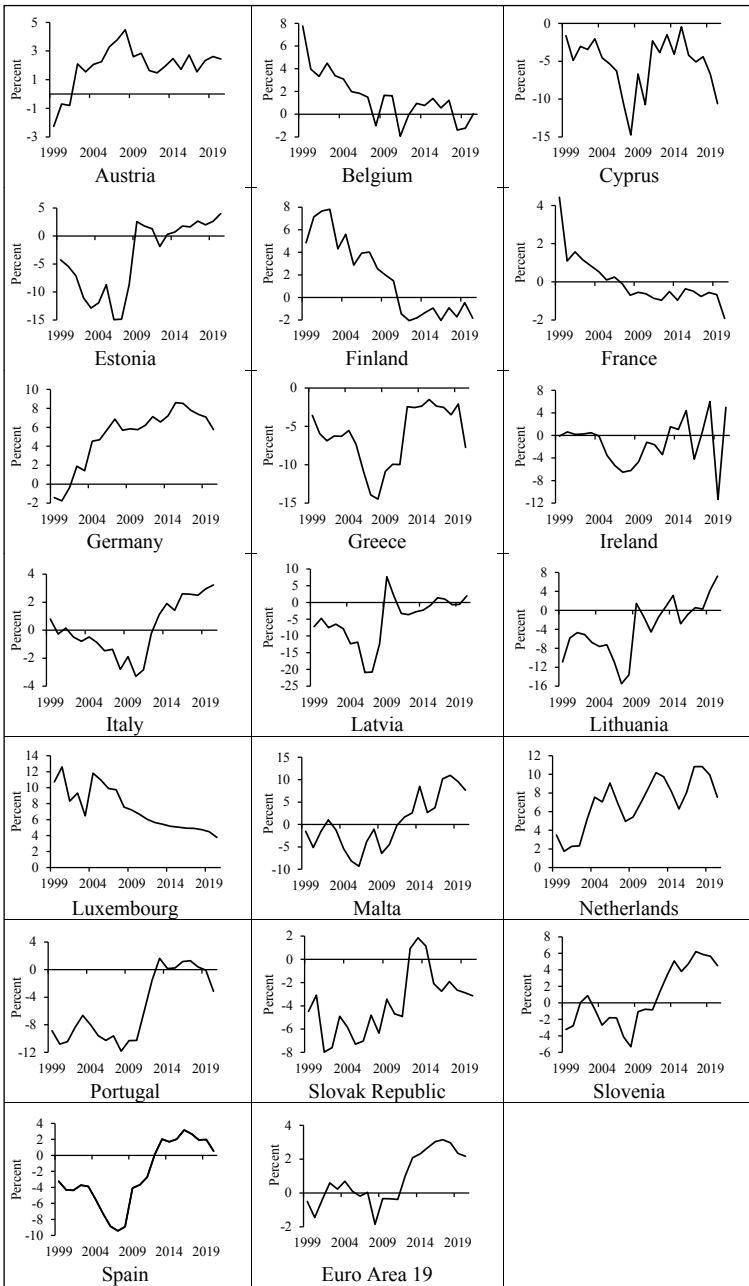 Percent
5
3
1
-1
-3
1999 2004 2009 2014 2019
Austria
Percent
8
6
4
2
0
-2
1999 2004 2009 2014 2019
Belgium
Percent
0
-5
-10
-15
1999 2004 2009 2014 2019
Cyprus
Percent
5
0
-5
-10
-15
1999 2004 2009 2014 2019
Estonia
Percent
8
6
4
2
0
-2
1999 2004 2009 2014 2019
Finland
Percent
4
2
0
-2
1999 2004 2009 2014 2019
France
Percent
10
8
6
4
2
0
-2
1999 2004 2009 2014 2019
Germany
Percent
0
-5
-10
-15
1999 2004 2009 2014 2019
Greece
Percent
8
4
0
-4
-8
-12
1999 2004 2009 2014 2019
Ireland
Percent
4
2
0
-2
-4
1999 2004 2009 2014 2019
Italy
Percent
10
5
0
-5
-10
-15
-20
-25
1999 2004 2009 2014 2019
Latvia
Percent
8
4
0
-4
-8
-12
-16
1999 2004 2009 2014 2019
Lithuania
Percent
14
12
10
8
6
4
2
0
1999 2004 2009 2014 2019
Luxembourg
Percent
15
10
5
0
-5
-10
1999 2004 2009 2014 2019
Malta
Percent
12
10
8
6
4
2
0
1999 2004 2009 2014 2019
Netherlands
Percent
4
0
-4
-8
-12
1999 2004 2009 2014 2019
Portugal
Percent
2
0
-2
-4
-6
-8
1999 2004 2009 2014 2019
Slovak Republic
Percent
8
6
4
2
0
-2
-4
-6
1999 2004 2009 2014 2019
Slovenia
Percent
4
2
0
-2
-4
-6
-8
-10
1999 2004 2009 2014 2019
Spain
Percent
4
2
0
-2
1999 2004 2009 2014 2019
Euro Area 19